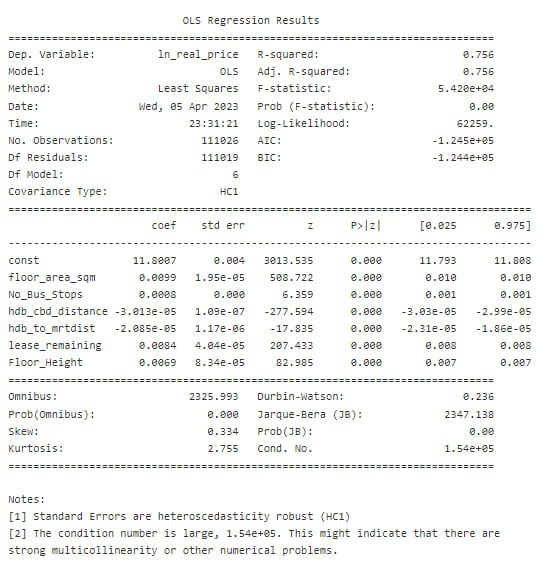 OLS Regression Results
==============================================================================
Dep. Variable: ln_real_price R-squared: 0.756
Model: OLS Adj. R-squared: 0.756
Method: Least Squares F-statistic: 5.420e+04
Date: Wed, 05 Apr 2023 Prob (F-statistic): 0.00
Time: 23:31:21 Log-Likelihood: 62259.
No. Observations: 111026 AIC: -1.245e+05
Df Residuals: 111019 BIC: -1.244e+05
Df Model: 6
Covariance Type: HC1
====================================================================================
coef std err z P>|z| [0.025 0.975]
------------------------------------------------------------------------------------
const 11.8007 0.004 3013.535 0.000 11.793 11.808
floor_area_sqm 0.0099 1.95e-05 508.722 0.000 0.010 0.010
No_Bus_Stops 0.0008 0.000 6.359 0.000 0.001 0.001
hdb_cbd_distance -3.013e-05 1.09e-07 -277.594 0.000 -3.03e-05 -2.99e-05
hdb_to_mrtdist -2.085e-05 1.17e-06 -17.835 0.000 -2.31e-05 -1.86e-05
lease_remaining 0.0084 4.04e-05 207.433 0.000 0.008 0.008
Floor_Height 0.0069 8.34e-05 82.985 0.000 0.007 0.007
==============================================================================
Omnibus: 2325.993 Durbin-Watson: 0.236
Prob(Omnibus): 0.000 Jarque-Bera (JB): 2347.138
Skew: 0.334 Prob(JB): 0.00
Kurtosis: 2.755 Cond. No. 1.54e+05
==============================================================================
Notes:
[1] Standard Errors are heteroscedasticity robust (HC1)
[2] The condition number is large, 1.54e+05. This might indicate that there are
strong multicollinearity or other numerical problems.